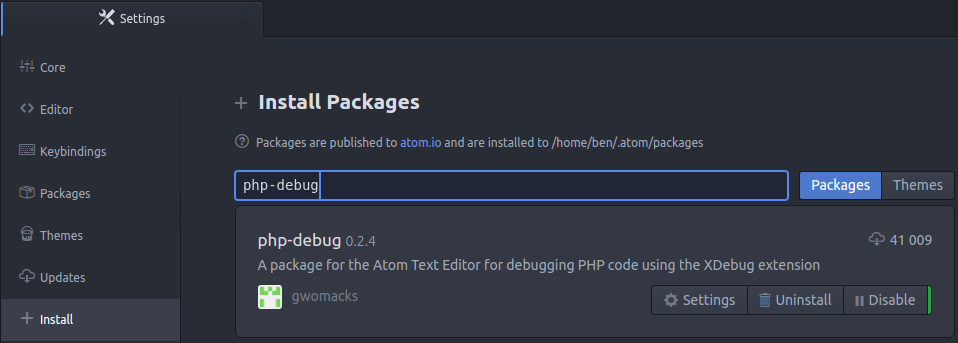 Settings
Core
Editor
Keybindings
Packages
Themes
Updates
Install
Install Packages
Packages are published to atom.io and are installed to /home/ben/.atom/packages
php-debug
Packages Themes
php-debug 0.2.4 41 009
A package for the Atom Text Editor for debugging PHP code using the XDebug extension
gwomacks
Settings Uninstall Disable